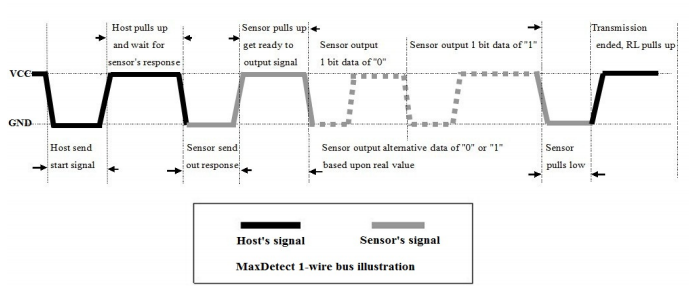 Host pulls up
and wait for
sensor's response
Sensor pulls up
get ready to
output signal
Sensor output
1 bit data of "0"
Sensor output 1 bit data of "1"
Transmission
ended, RL pulls up
VCC
GND
Host send
start signal
Sensor send
out response
Sensor output alternative data of "0" or "1"
based upon real value
Sensor
pulls low
Host's signal
Sensor's signal
MaxDetect 1-wire bus illustration